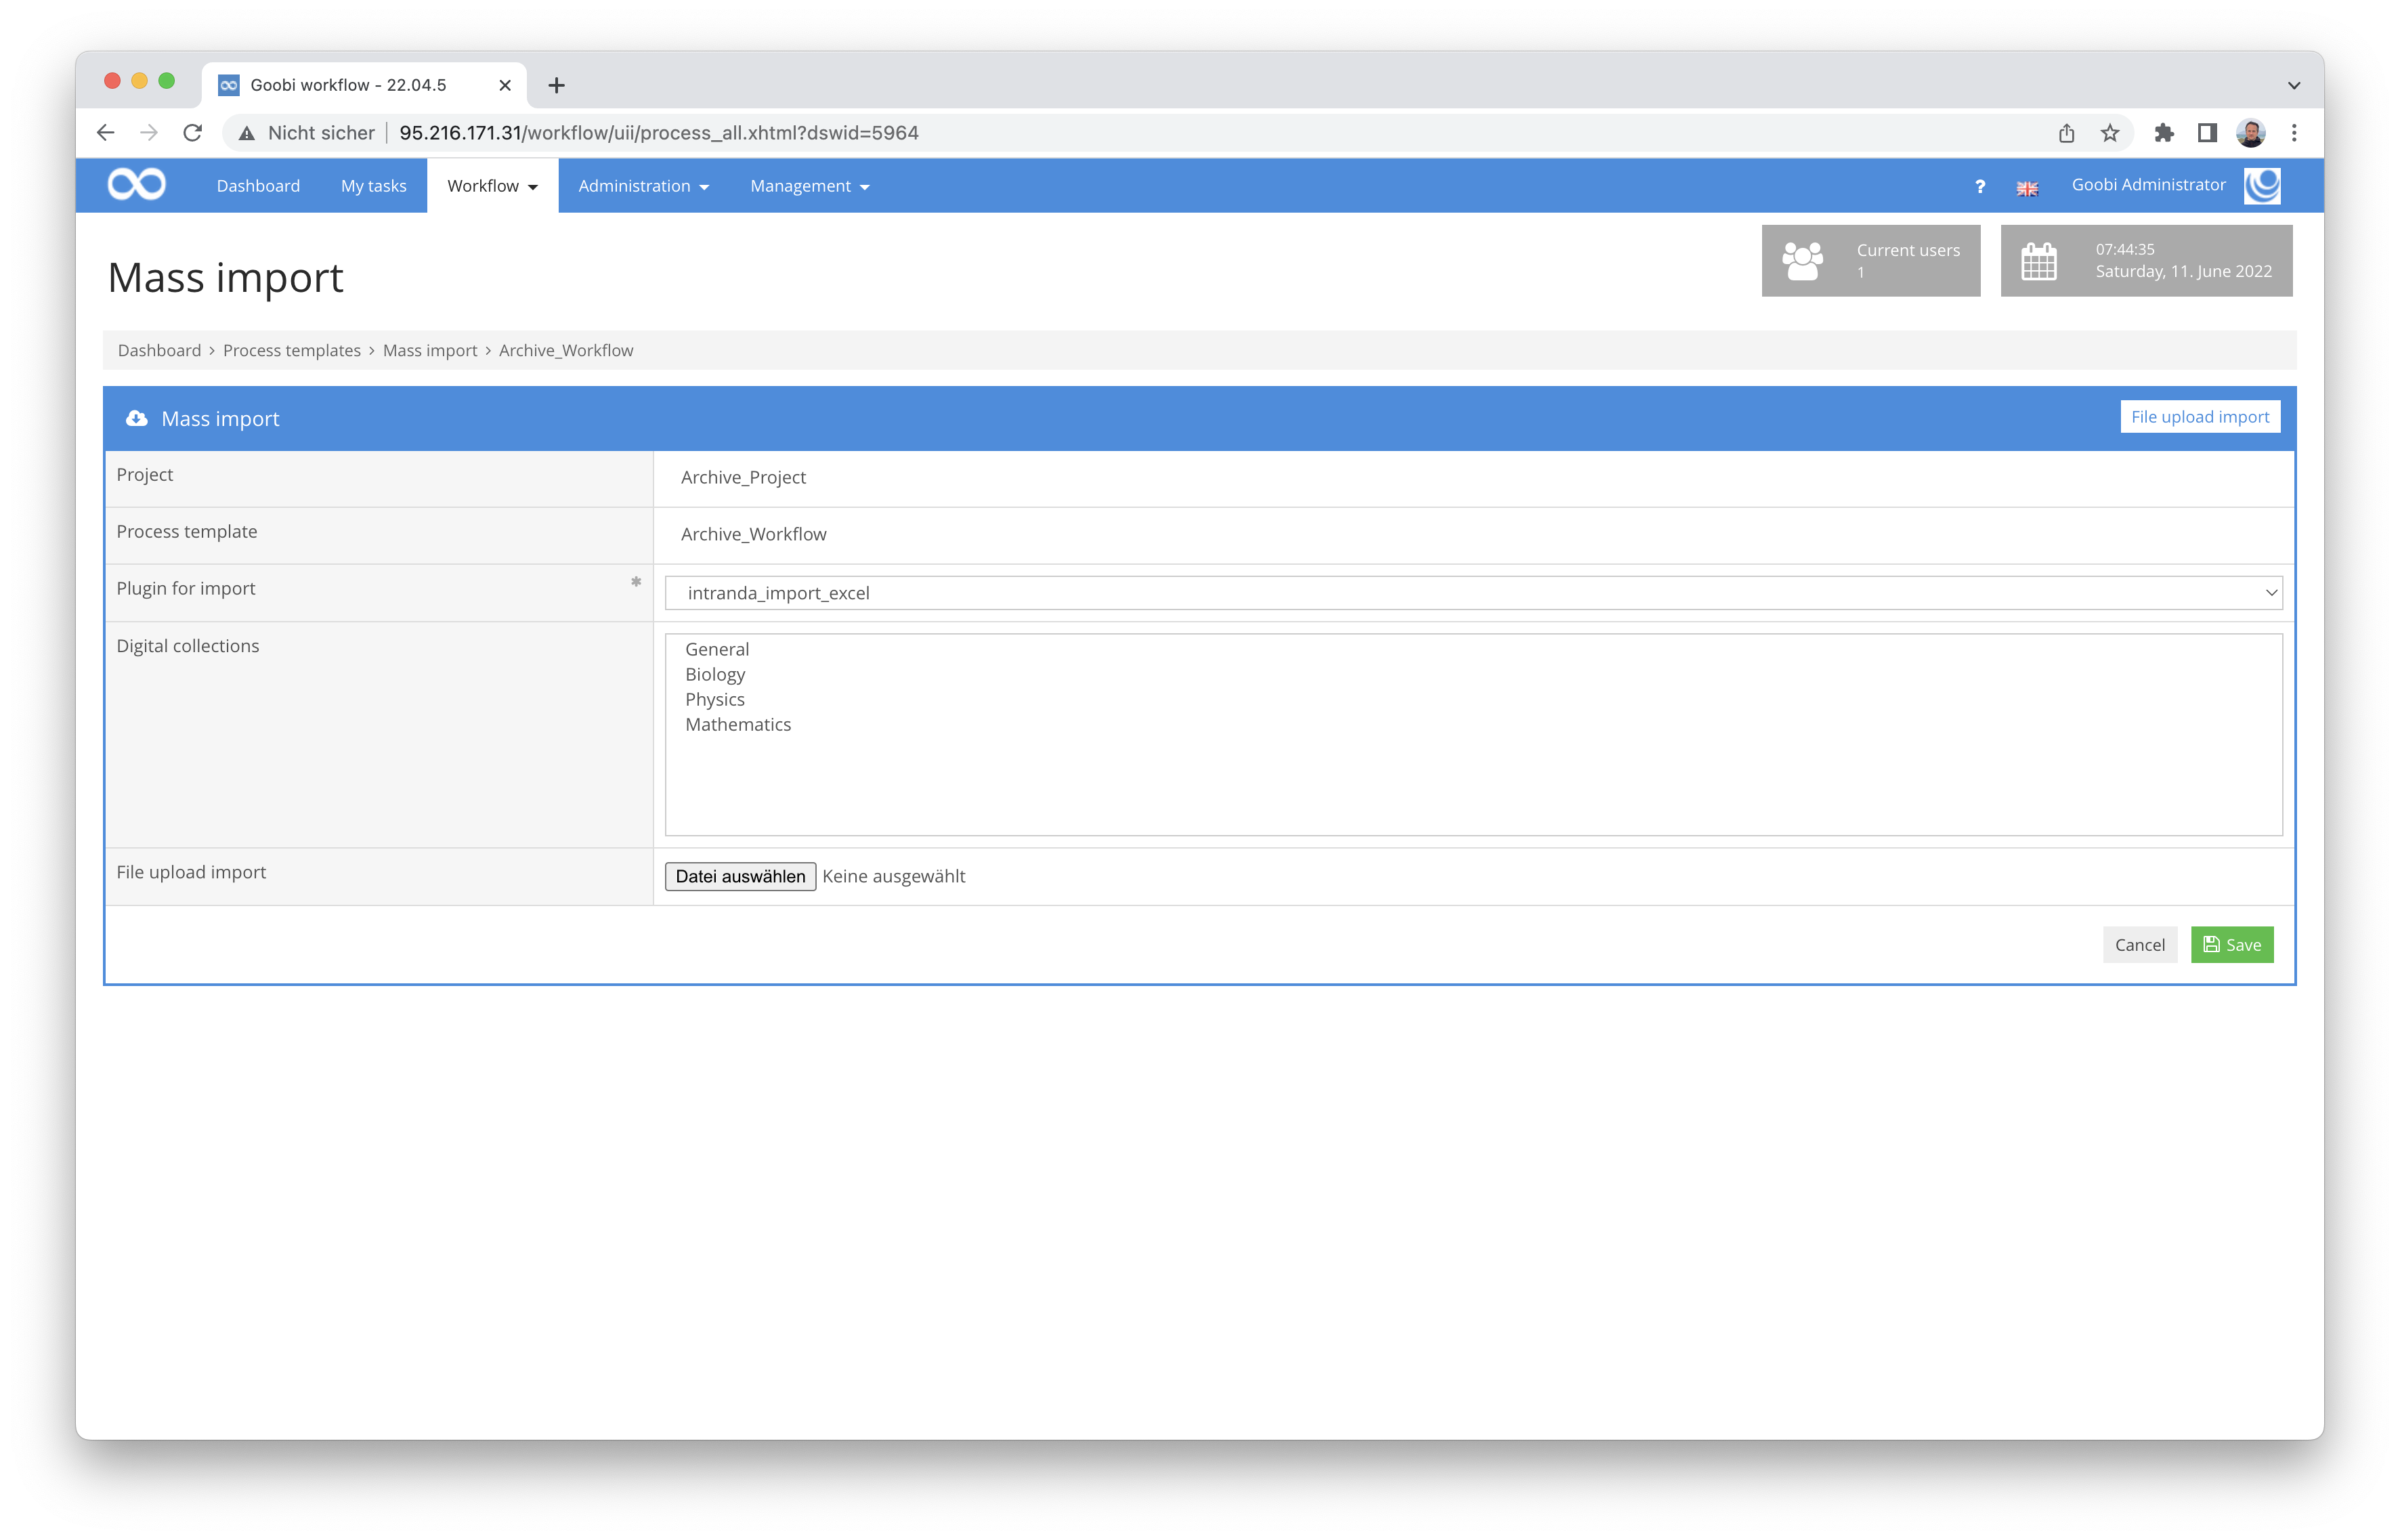 Goobi workflow - 22.04.5
Nicht sicher 95.216.171.31/workflow/uii/process_all.xhtml?dswid=5964
Dashboard My tasks Workflow Administration Management ? Goobi Administrator
Mass import
Current users
1
07:44:35
Saturday, 11. June 2022
Dashboard › Process templates › Mass import › Archive_Workflow
Mass import File upload import
Project Archive_Project
Process template Archive_Workflow
Plugin for import * intranda_import_excel
Digital collections
General
Biology
Physics
Mathematics
File upload import Datei auswählen Keine ausgewählt
Cancel Save